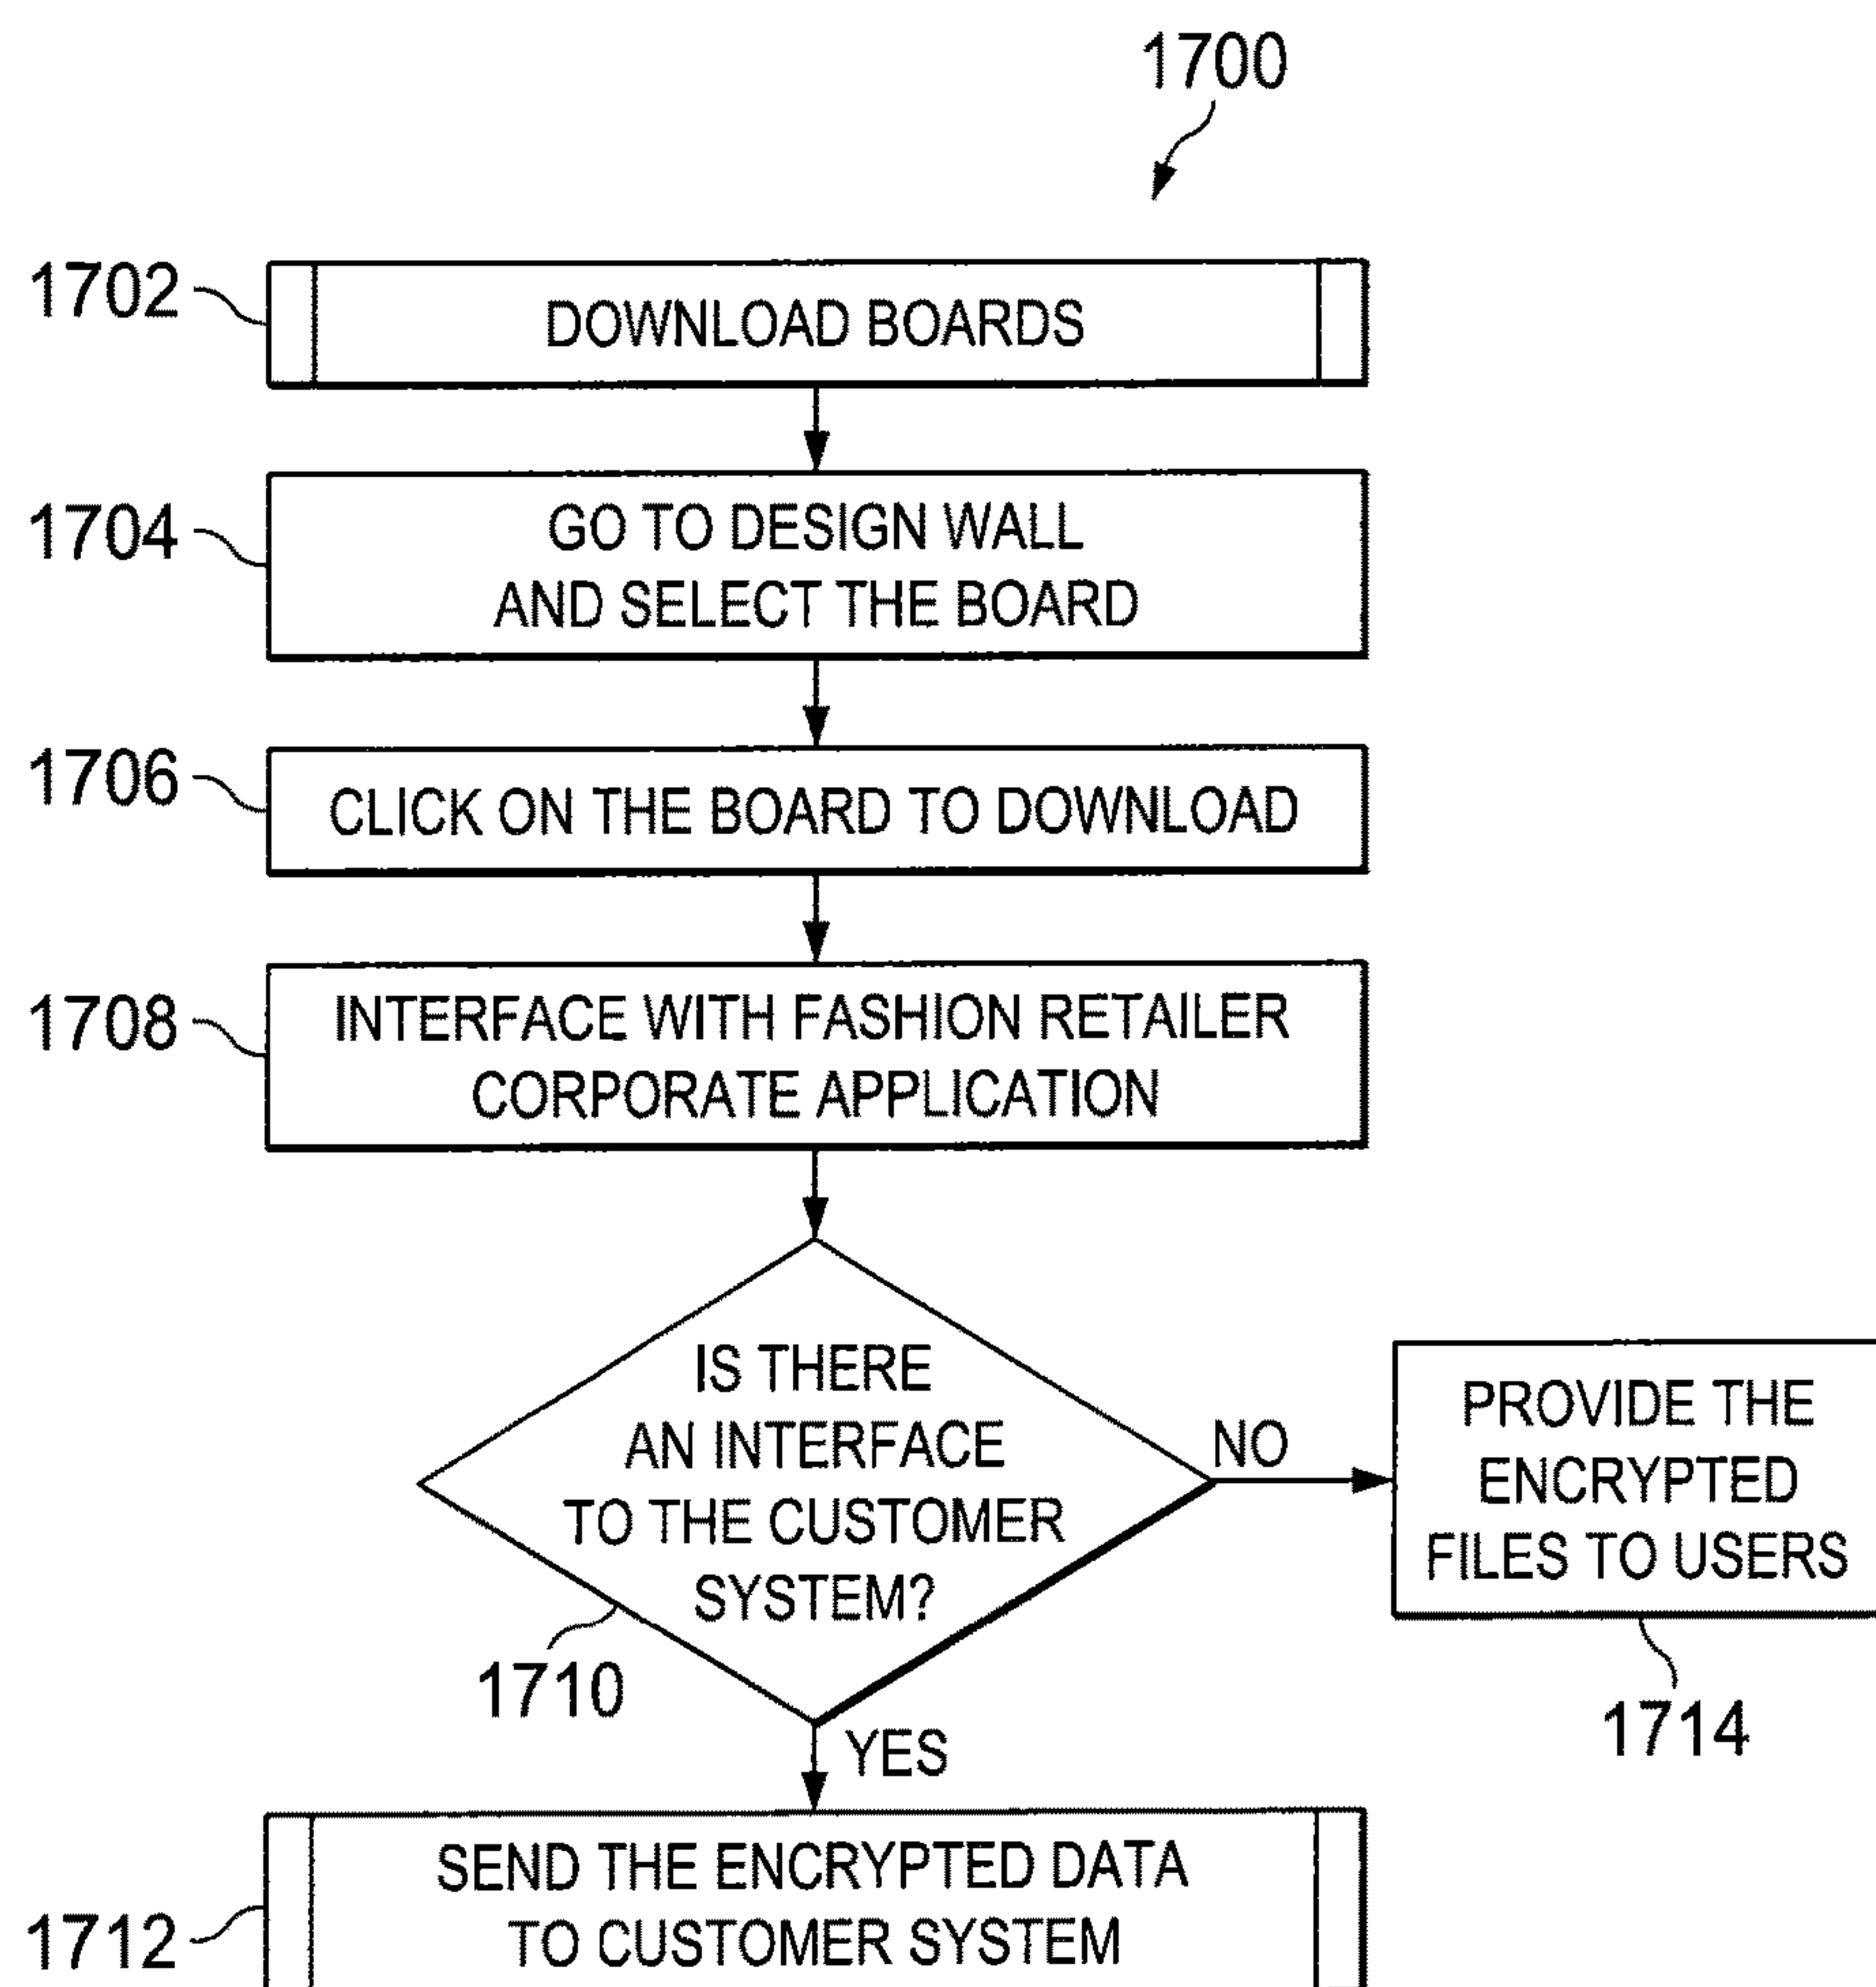 1700
1702
DOWNLOAD BOARDS
1704
GO TO DESIGN WALL
AND SELECT THE BOARD
1706
CLICK ON THE BOARD TO DOWNLOAD
1708
INTERFACE WITH FASHION RETAILER
CORPORATE APPLICATION
IS THERE
AN INTERFACE
TO THE CUSTOMER
SYSTEM?
1710
NO
PROVIDE THE
ENCRYPTED
FILES TO USERS
1714
YES
1712
SEND THE ENCRYPTED DATA
TO CUSTOMER SYSTEM